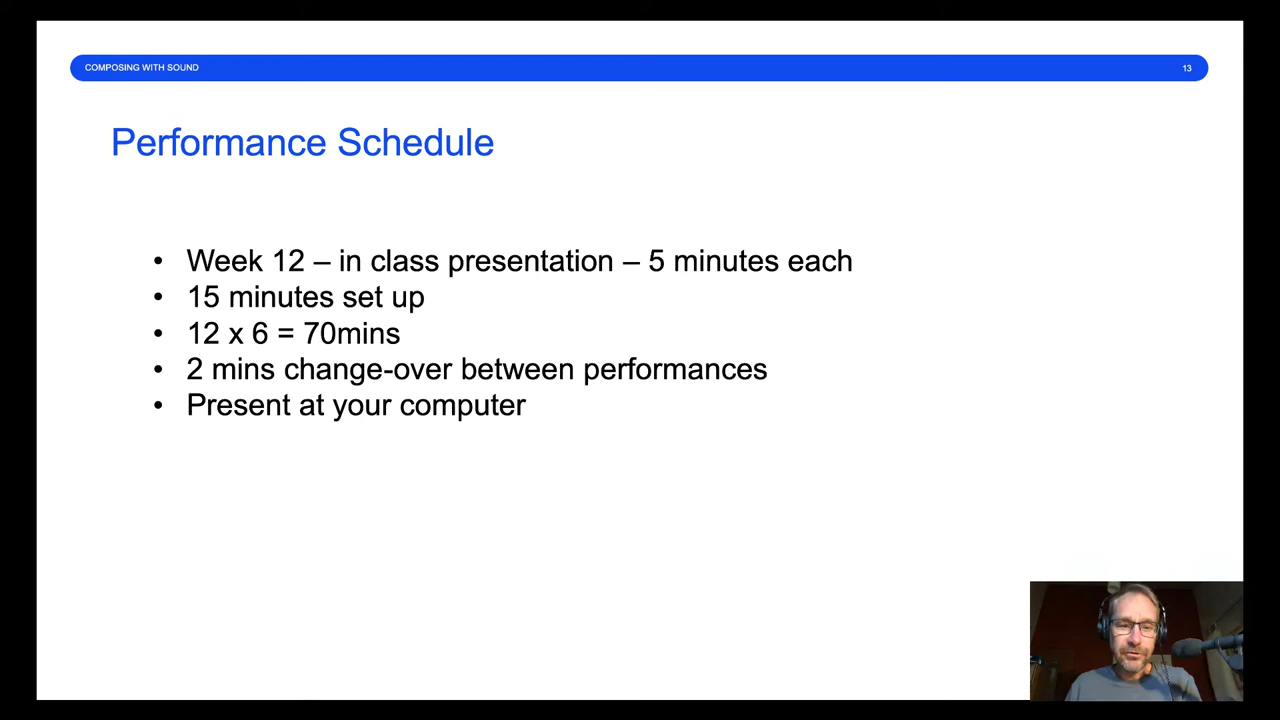 COMPOSING WITH SOUND 13
Performance Schedule
• Week 12 – in class presentation – 5 minutes each
• 15 minutes set up
• 12 x 6 = 70mins
• 2 mins change-over between performances
• Present at your computer